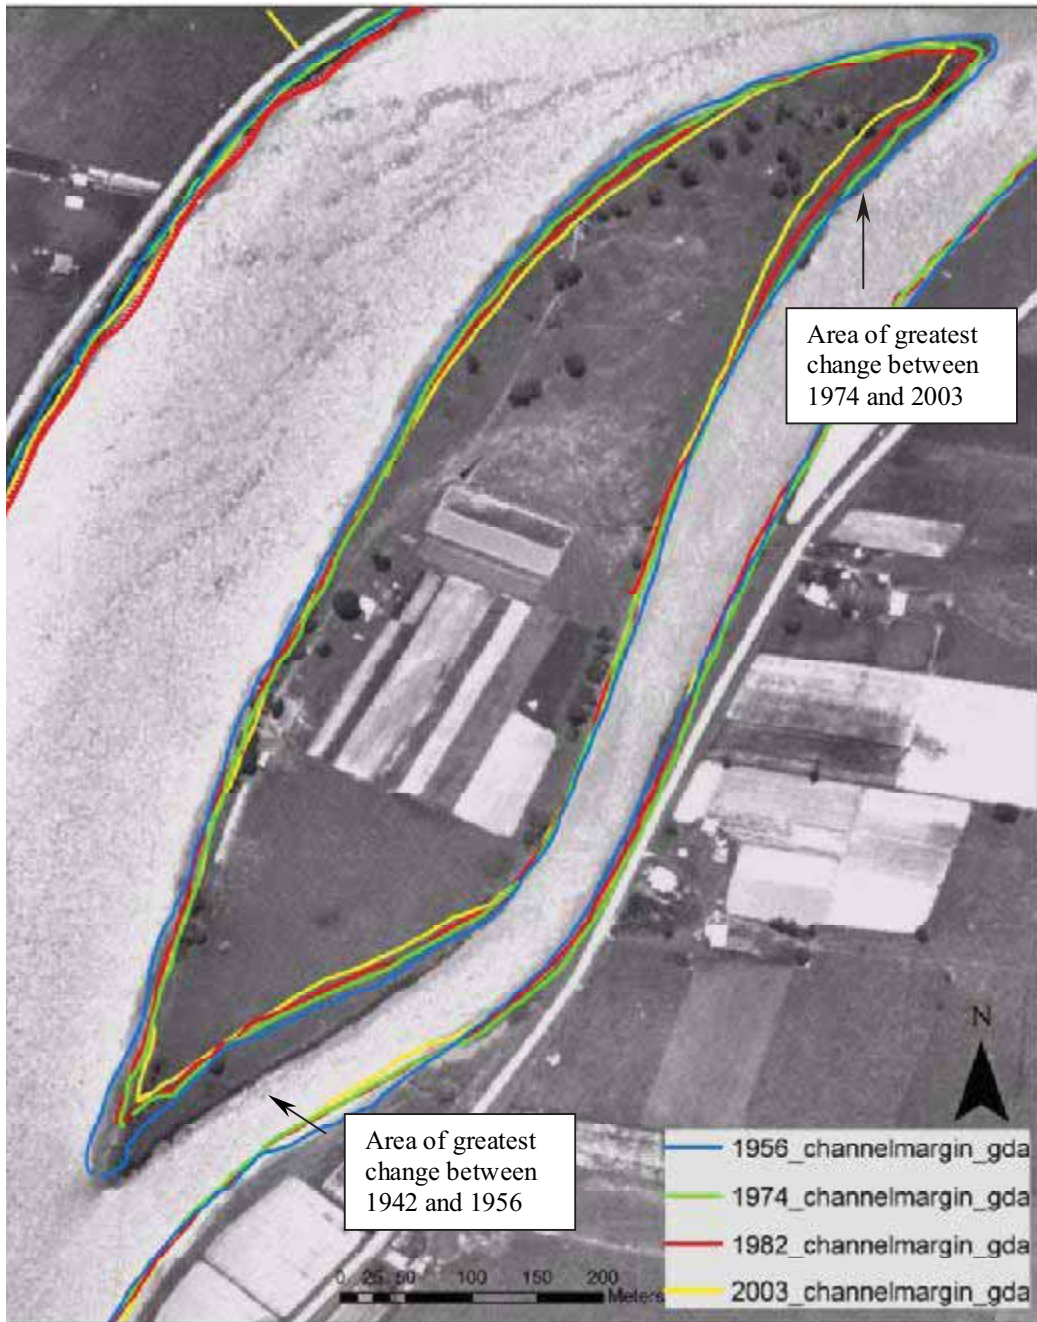 Area of greatest
change between
1974 and 2003
Area of greatest
change between
1942 and 1956
N
1956_channelmargin_gda
1974_channelmargin_gda
1982_channelmargin_gda
2003_channelmargin_gda
0 25 50 100 150 200
Meters